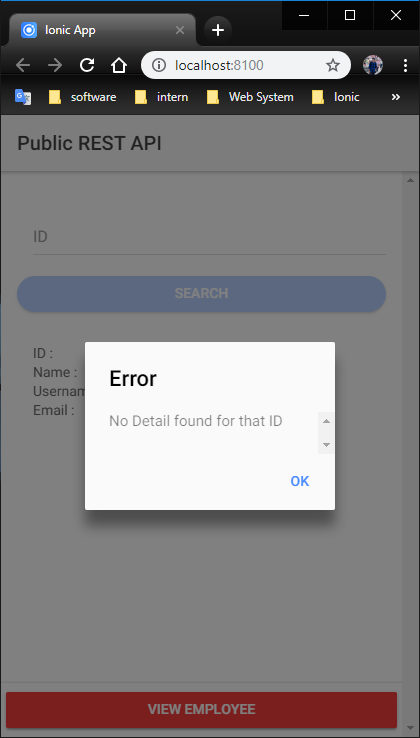 Ionic App
localhost:8100
software
intern
Web System
Ionic
»
Public REST API
ID
SEARCH
ID :
Name :
Usernam
Email :
Error
No Detail found for that ID
OK
VIEW EMPLOYEE